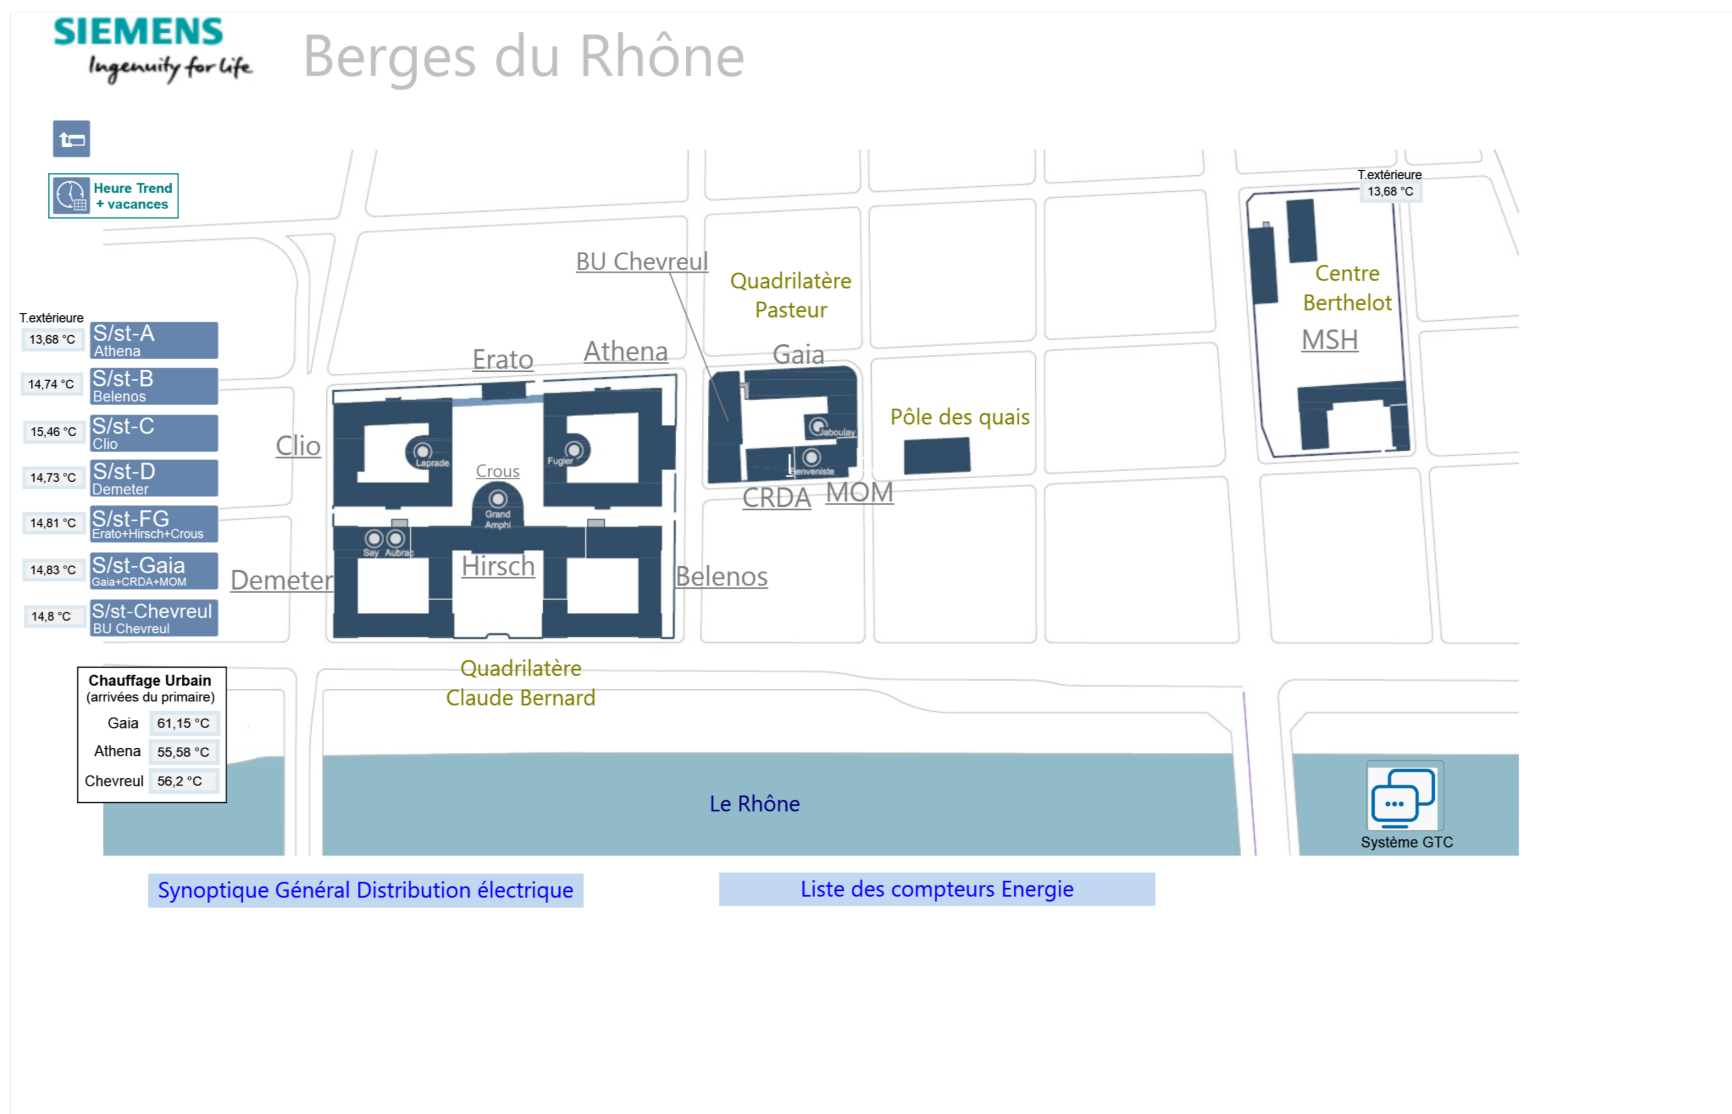 SIEMENS
Ingenuity for life
Berges du Rhône
Heure Trend
+ vacances
T.extérieure
13,68 °C
BU Chevreul
Quadrilatère
Pasteur
Centre
Berthelot
MSH
T.extérieure
13,68 °C
S/st-A
Athena
14,74 °C
S/st-B
Belenos
15,46 °C
S/st-C
Clio
14,73 °C
S/st-D
Demeter
14,81 °C
S/st-FG
Erato+Hirsch+Crous
14,83 °C
S/st-Gaia
Gaia+CRDA+MOM
14,8 °C
S/st-Chevreul
BU Chevreul
Erato
Athena
Gaia
Clio
Laprade
Fugier
Crous
Grand
Amphi
Say
Aubrac
Hirsch
Demeter
Belenos
Jaboulay
Benveniste
CRDA
MOM
Pôle des quais
Quadrilatère
Claude Bernard
Chauffage Urbain
(arrivées du primaire)
Gaia 61,15 °C
Athena 55,58 °C
Chevreul 56,2 °C
Le Rhône
Système GTC
Synoptique Général Distribution électrique
Liste des compteurs Energie